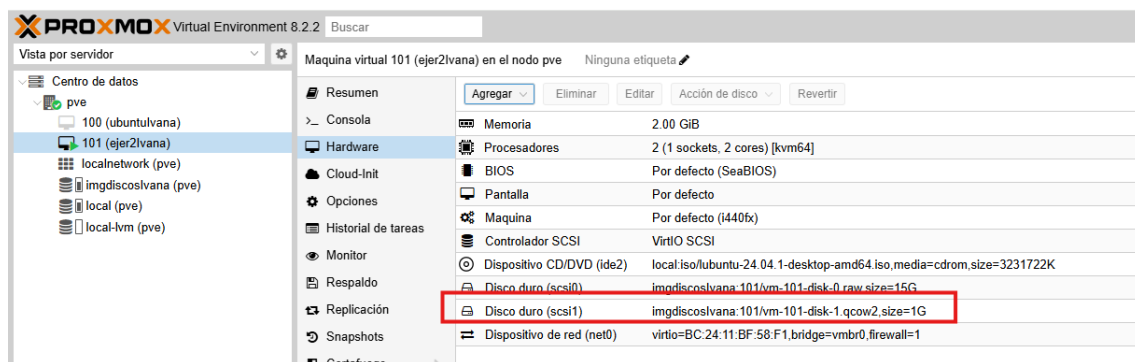 PROXMOX Virtual Environment 8.2.2 Buscar
Vista por servidor
Centro de datos
pve
100 (ubuntuIvana)
101 (ejer2Ivana)
localnetwork (pve)
imgdiscosIvana (pve)
local (pve)
local-lvm (pve)
Maquina virtual 101 (ejer2Ivana) en el nodo pve Ninguna etiqueta
Resumen
Consola
Hardware
Cloud-Init
Opciones
Historial de tareas
Monitor
Respaldo
Replicación
Snapshots
Cortafuego
Agregar Eliminar Editar Acción de disco Revertir
Memoria 2.00 GiB
Procesadores 2 (1 sockets, 2 cores) [kvm64]
BIOS Por defecto (SeaBIOS)
Pantalla Por defecto
Maquina Por defecto (i440fx)
Controlador SCSI VirtIO SCSI
Dispositivo CD/DVD (ide2) local:iso/lubuntu-24.04.1-desktop-amd64.iso,media=cdrom,size=3231722K
Disco duro (scsi0) imgdiscosIvana:101/vm-101-disk-0.raw,size=15G
Disco duro (scsi1) imgdiscosIvana:101/vm-101-disk-1.qcow2,size=1G
Dispositivo de red (net0) virtio=BC:24:11:BF:58:F1,bridge=vmbr0,firewall=1